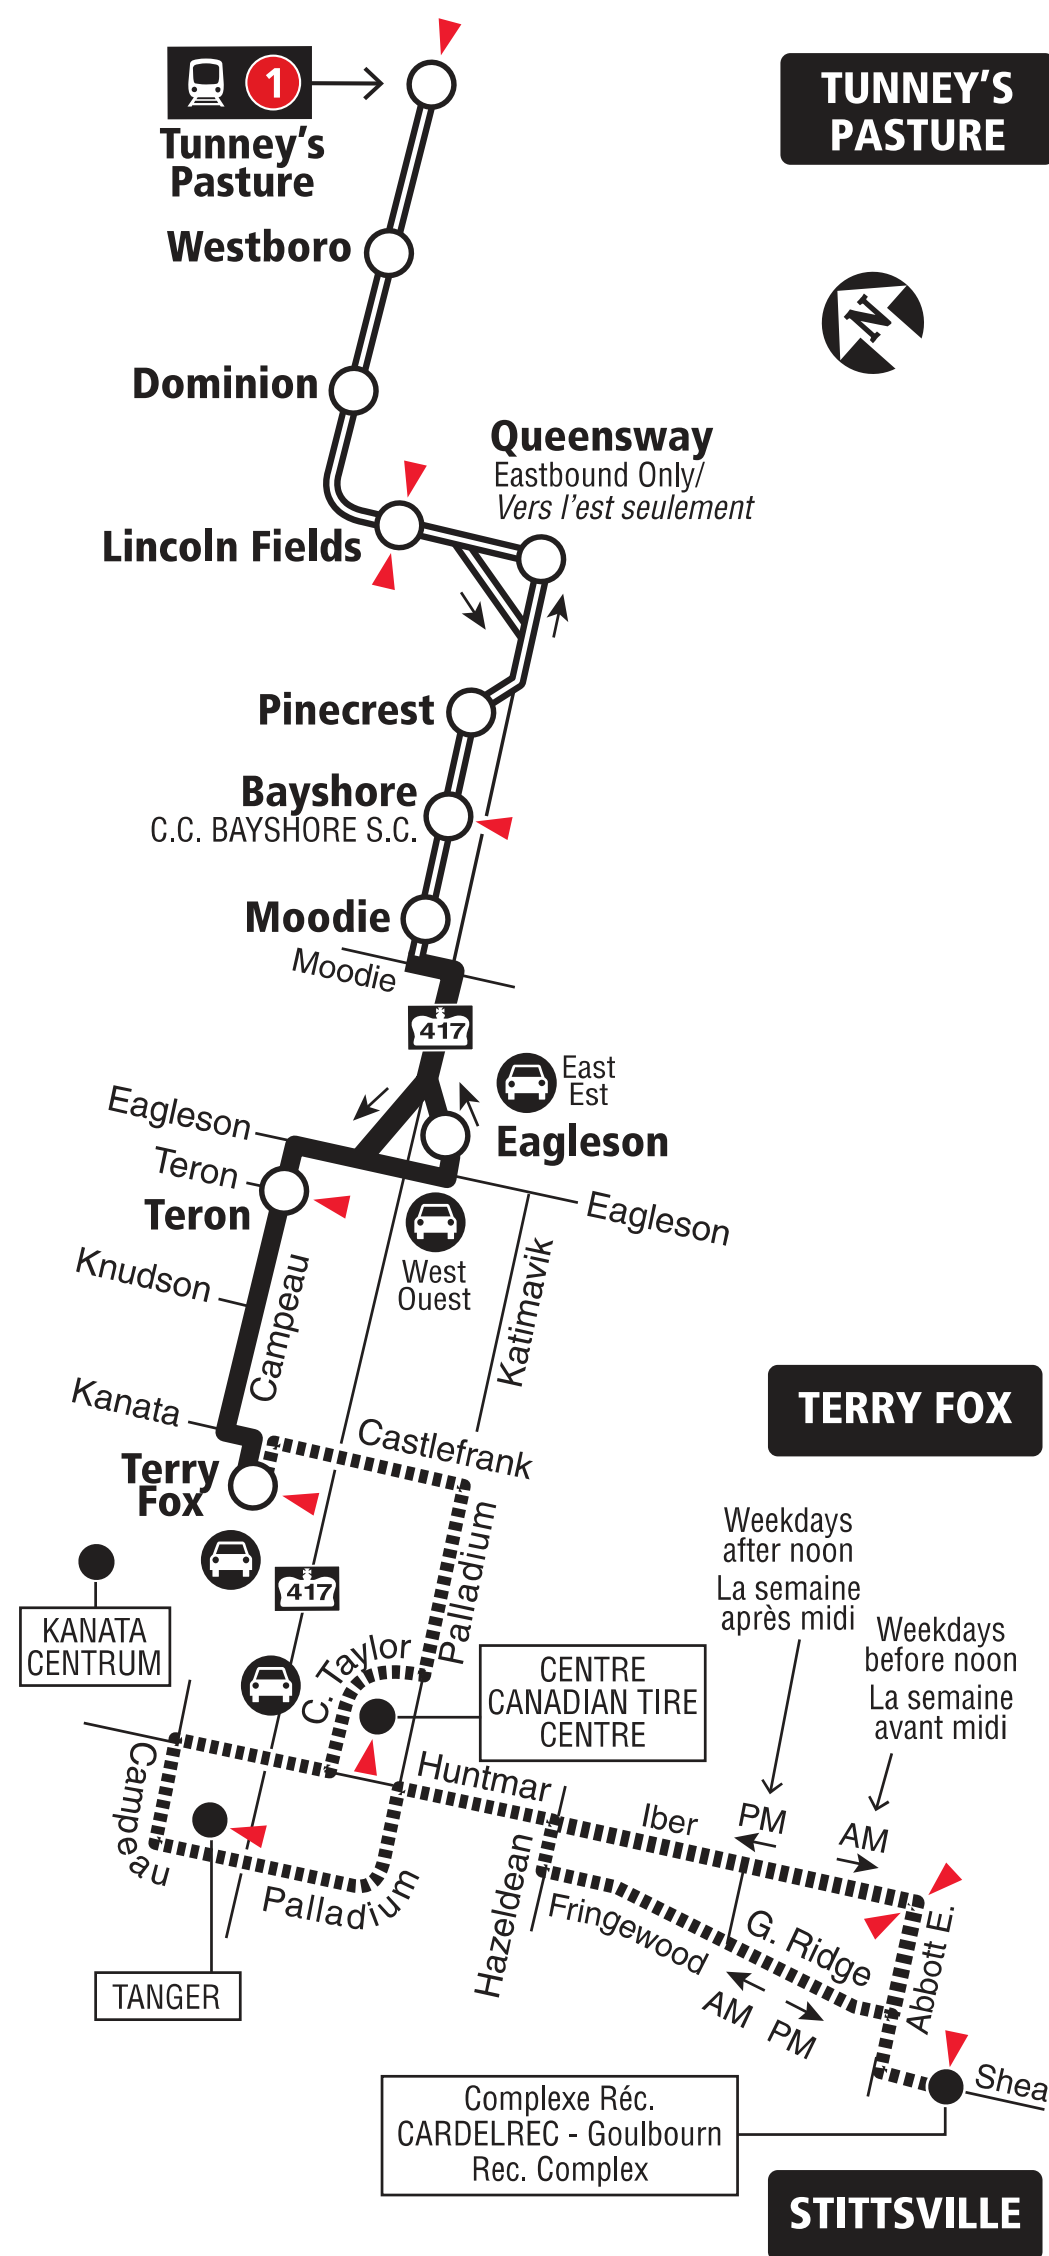 1
Tunney's
Pasture
TUNNEY'S
PASTURE
Westboro
N
Dominion
Queensway
Eastbound Only/
Vers l'est seulement
Lincoln Fields
Pinecrest
Bayshore
C.C. BAYSHORE S.C.
Moodie
Moodie
417
East
Est
Eagleson
Eagleson
Teron
Teron
Eagleson
West
Ouest
Knudson
Campeau
Katimavik
Kanata
TERRY FOX
Castlefrank
Terry
Fox
Palladium
417
Weekdays
after noon
La semaine
après midi
Weekdays
before noon
La semaine
avant midi
KANATA
CENTRUM
C. Taylor
CENTRE
CANADIAN TIRE
CENTRE
Campeau
Huntmar
Iber
PM
AM
Palladium
Hazeldean
Fringewood
G. Ridge
Abbott E.
TANGER
AM
PM
Shea
Complexe Réc.
CARDELREC - Goulbourn
Rec. Complex
STITTSVILLE